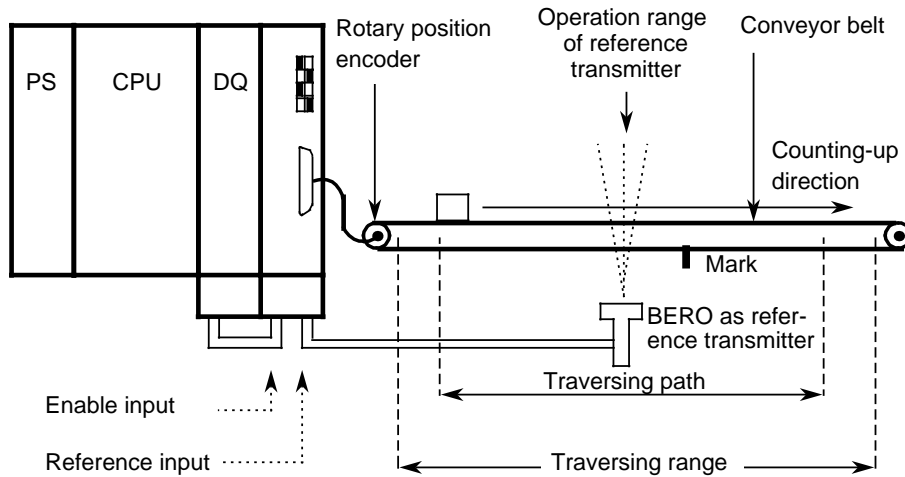 Rotary position
encoder
Operation range
of reference
transmitter
Conveyor belt
PS
CPU
DQ
Counting-up
direction
Mark
BERO as refer-
ence transmitter
Traversing path
Enable input
Reference input
Traversing range